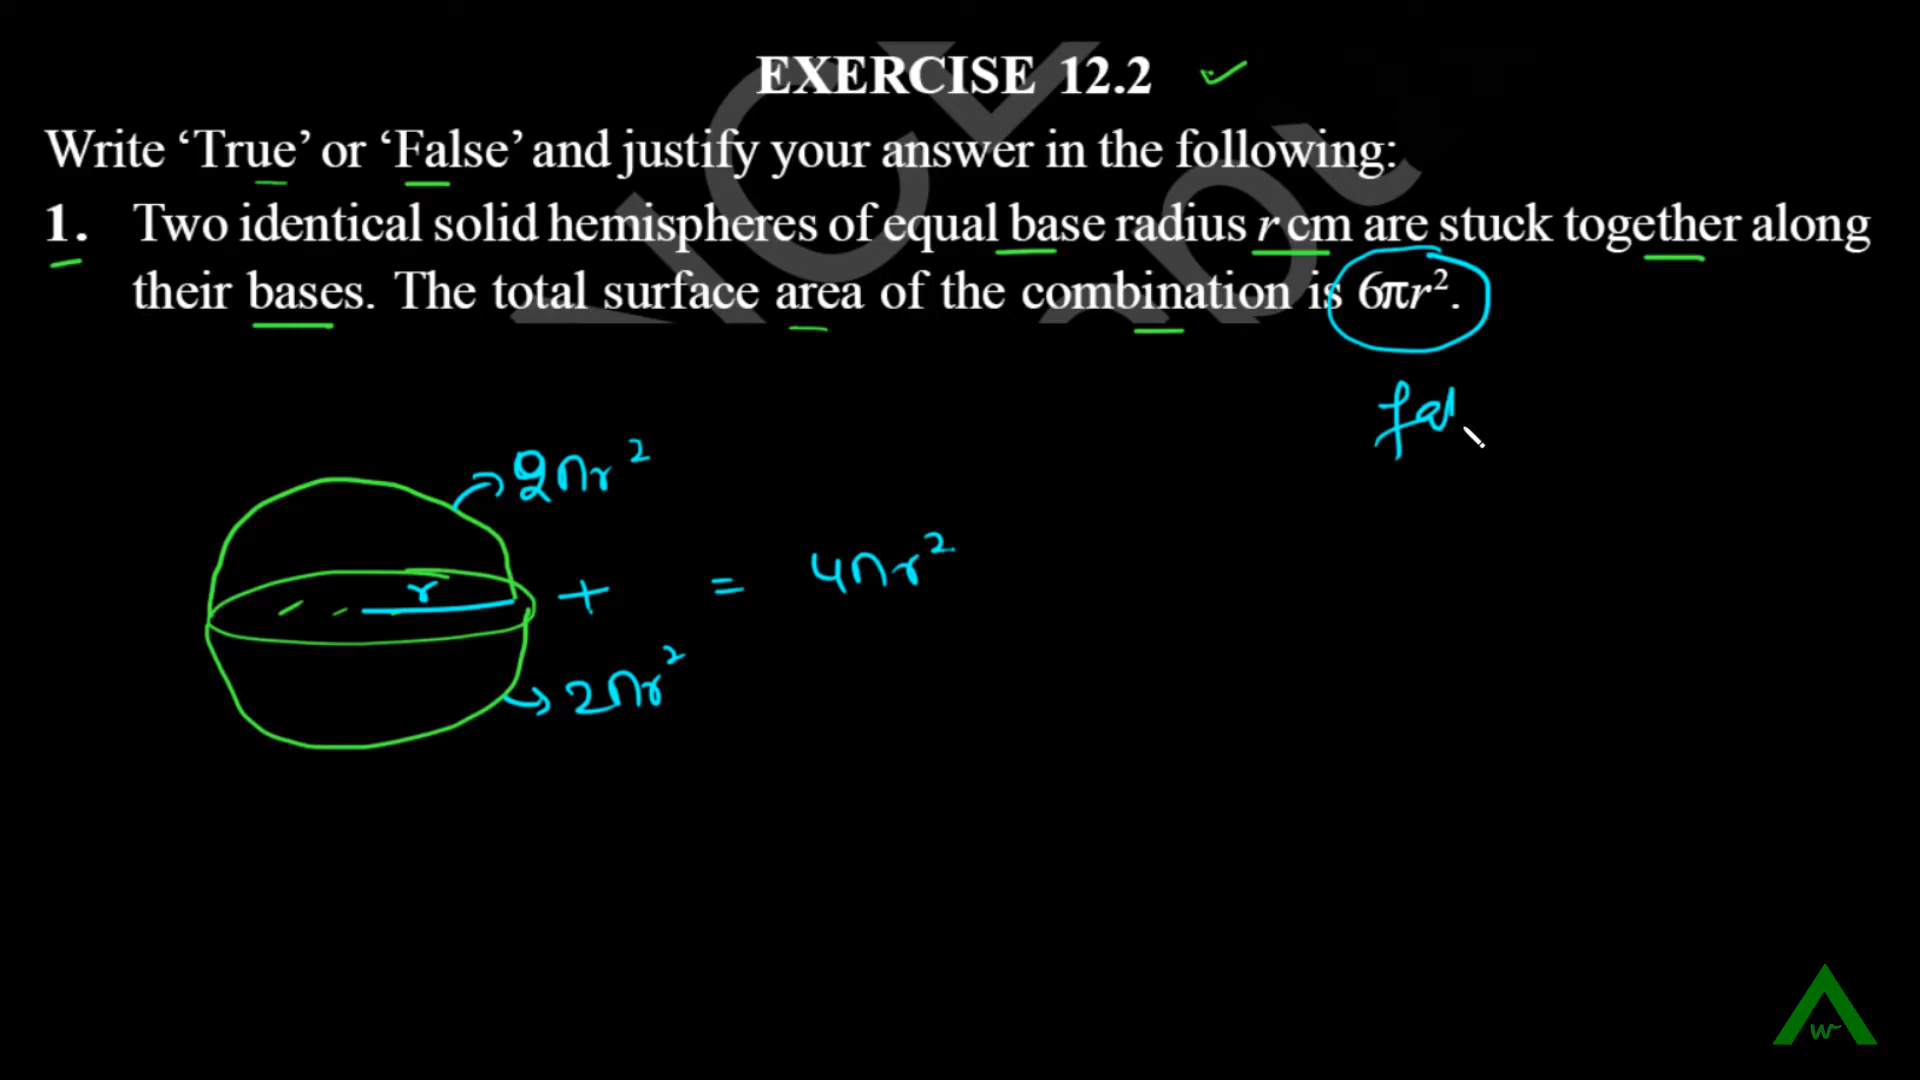 EXERCISE 12.2
Write ‘True’ or ‘False’ and justify your answer in the following:
1. Two identical solid hemispheres of equal base radius r cm are stuck together along
their bases. The total surface area of the combination is 6πr².
fal
2πr²
r + = 4πr²
2πr²
W